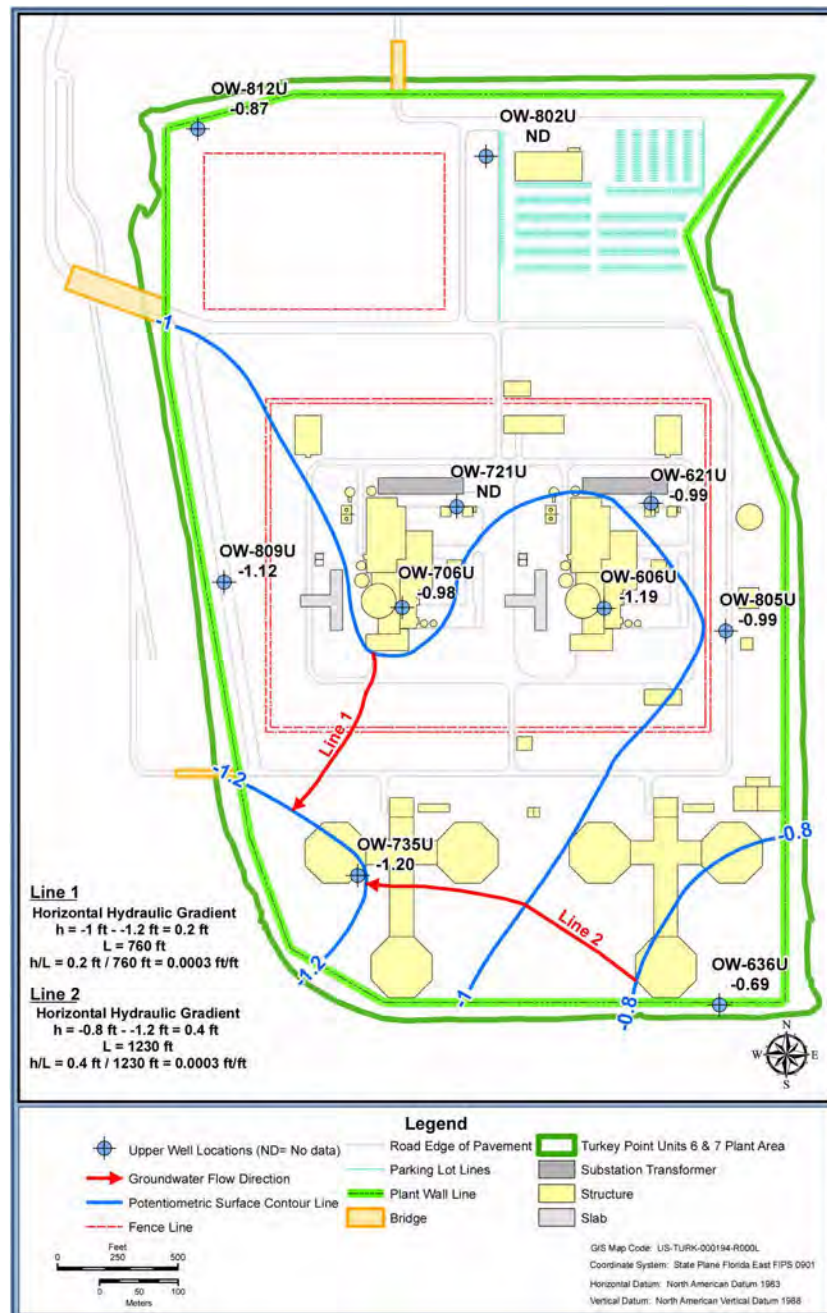 OW-812U
-0.87
OW-802U
ND
-1
OW-721U
ND
OW-621U
-0.99
OW-809U
-1.12
OW-706U
-0.98
OW-606U
-1.19
OW-805U
-0.99
Line 1
-1.2
-0.8
OW-735U
-1.20
Line 2
-1.2
-1
-0.8
OW-636U
-0.69
Line 1
Horizontal Hydraulic Gradient
h = -1 ft - -1.2 ft = 0.2 ft
L = 760 ft
h/L = 0.2 ft / 760 ft = 0.0003 ft/ft
Line 2
Horizontal Hydraulic Gradient
h = -0.8 ft - -1.2 ft = 0.4 ft
L = 1230 ft
h/L = 0.4 ft / 1230 ft = 0.0003 ft/ft
N
W E
S
Legend
Upper Well Locations (ND= No data)
Groundwater Flow Direction
Potentiometric Surface Contour Line
Fence Line
Road Edge of Pavement
Parking Lot Lines
Plant Wall Line
Bridge
Turkey Point Units 6 & 7 Plant Area
Substation Transformer
Structure
Slab
Feet
0 250 500
0 50 100
Meters
GIS Map Code: US-TURK-000194-R000L
Coordinate System: State Plane Florida East FIPS 0901
Horizontal Datum: North American Datum 1983
Vertical Datum: North American Vertical Datum 1988